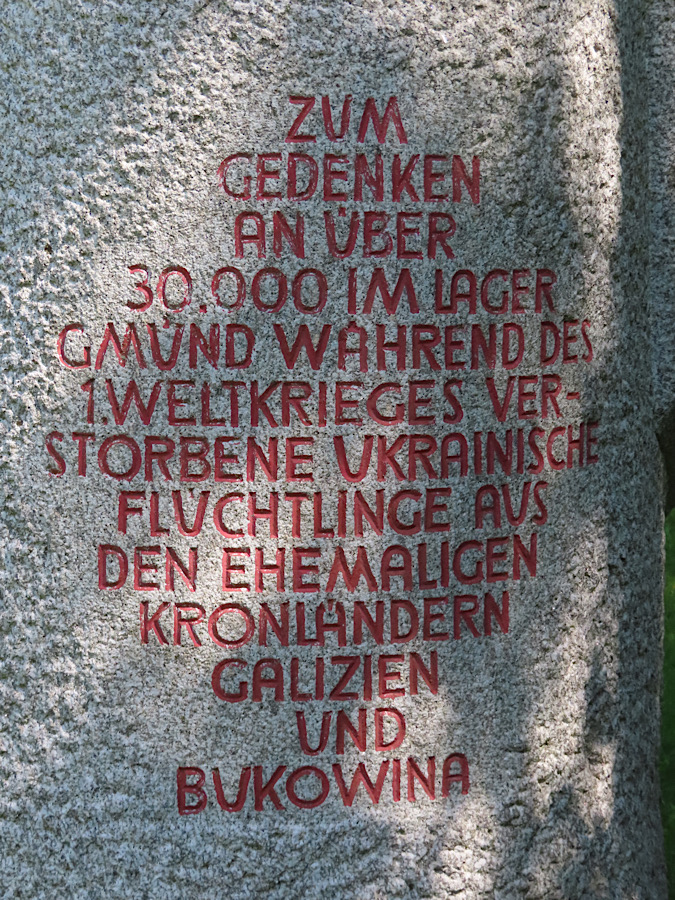 ZUM
GEDENKEN
AN ÜBER
30.000 IM LAGER
GMÜND WÄHREND DES
1.WELTKRIEGES VER-
STORBENE UKRAINISCHE
FLÜCHTLINGE AUS
DEN EHEMALIGEN
KRONLÄNDERN
GALIZIEN
UND
BUKOWINA